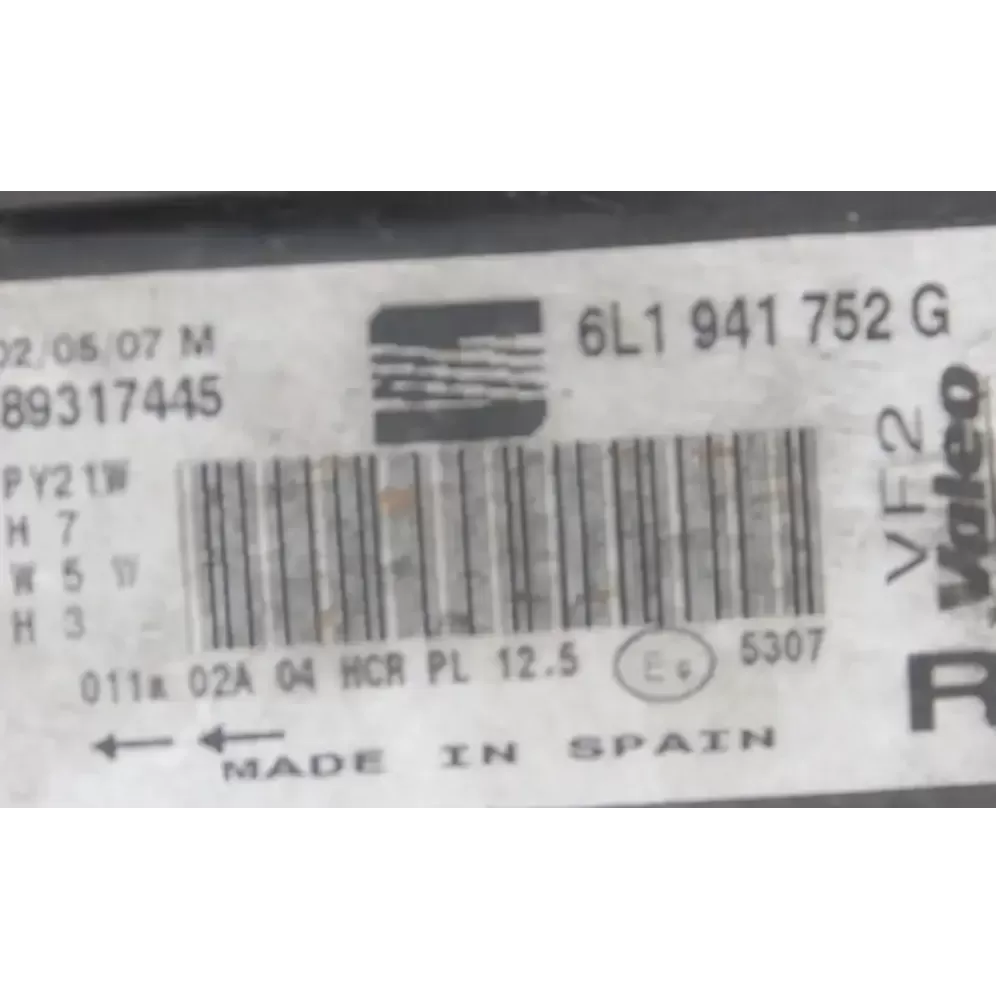 02/05/07 M
6L1 941 752 G
89317445
PY21W
H 7
W 5 W
H 3
VF2
Valeo
011a 02A 04 HCR PL 12.5
5307
R
MADE IN SPAIN